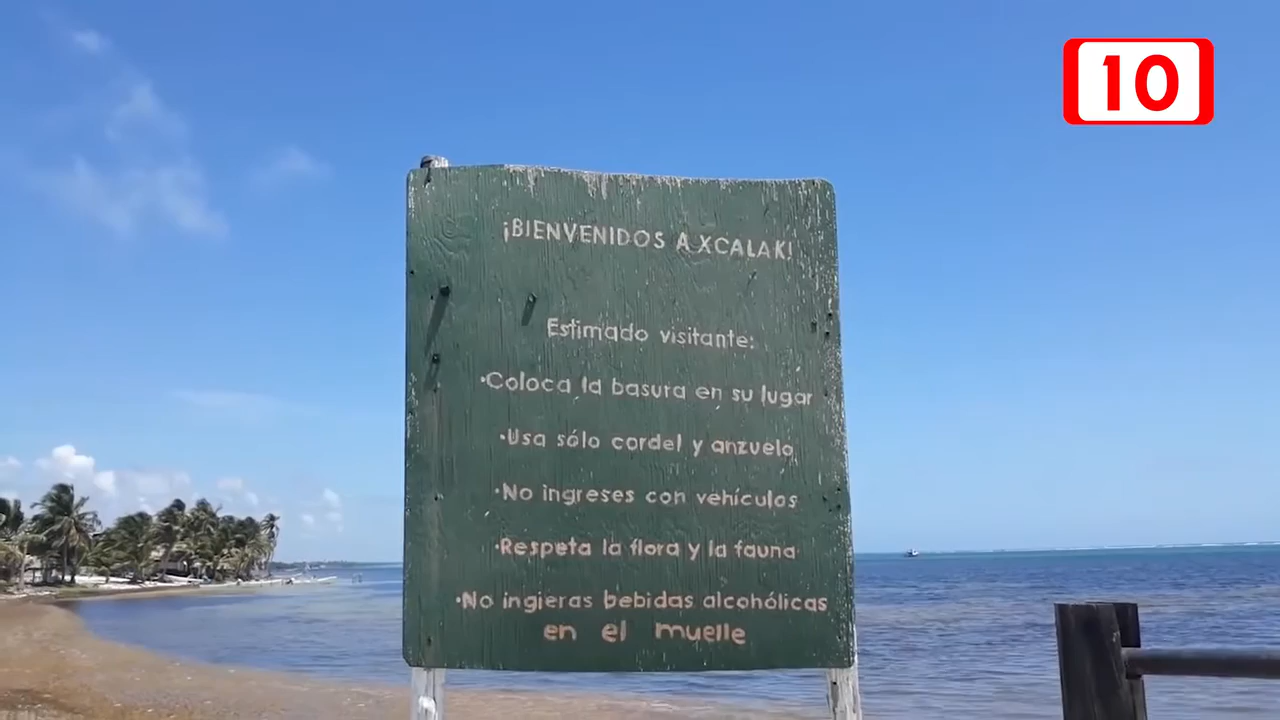 10
¡BIENVENIDOS A XCALAK!
Estimado visitante:
·Coloca la basura en su lugar
·Usa sólo cordel y anzuelo
·No ingreses con vehículos
·Respeta la flora y la fauna
·No ingieras bebidas alcohólicas
en el muelle